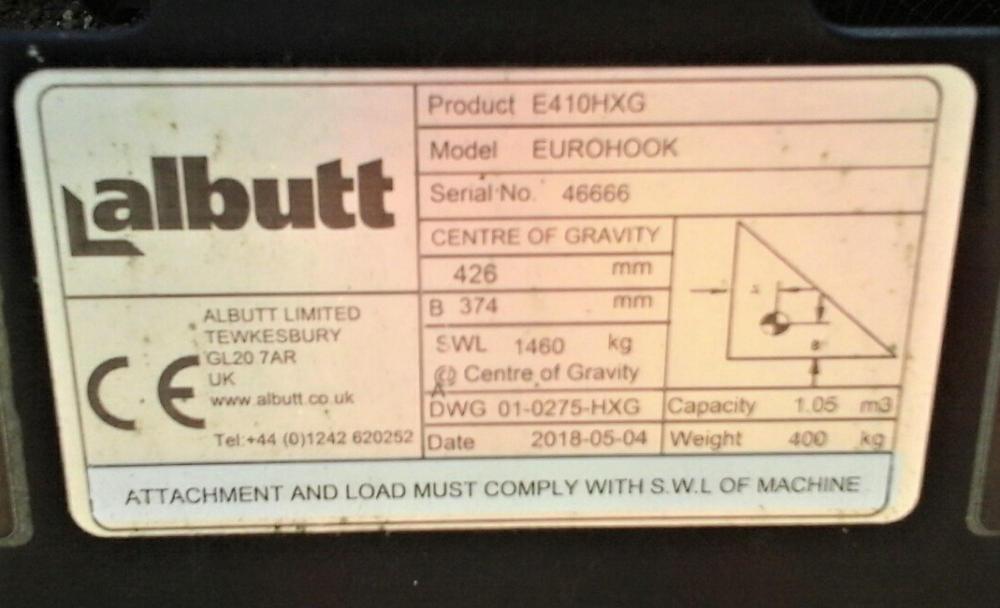 albutt
Product E410HXG
Model EUROHOOK
Serial No. 46666
CENTRE OF GRAVITY
426 mm
B 374 mm
SWL 1460 kg
@ Centre of Gravity
A
B
DWG 01-0275-HXG
Capacity 1.05 m3
Date 2018-05-04
Weight 400 kg
CE
ALBUTT LIMITED
TEWKESBURY
GL20 7AR
UK
www.albutt.co.uk
Tel:+44 (0)1242 620252
ATTACHMENT AND LOAD MUST COMPLY WITH S.W.L OF MACHINE